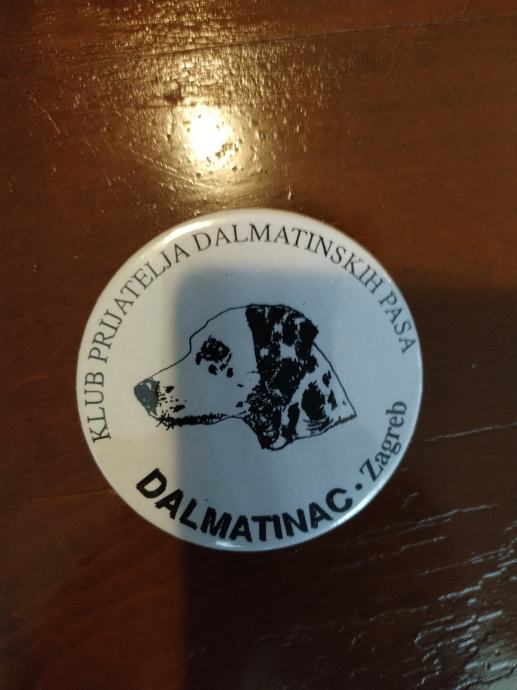 KLUB PRIJATELJA DALMATINSKIH PASA
DALMATINAC • Zagreb